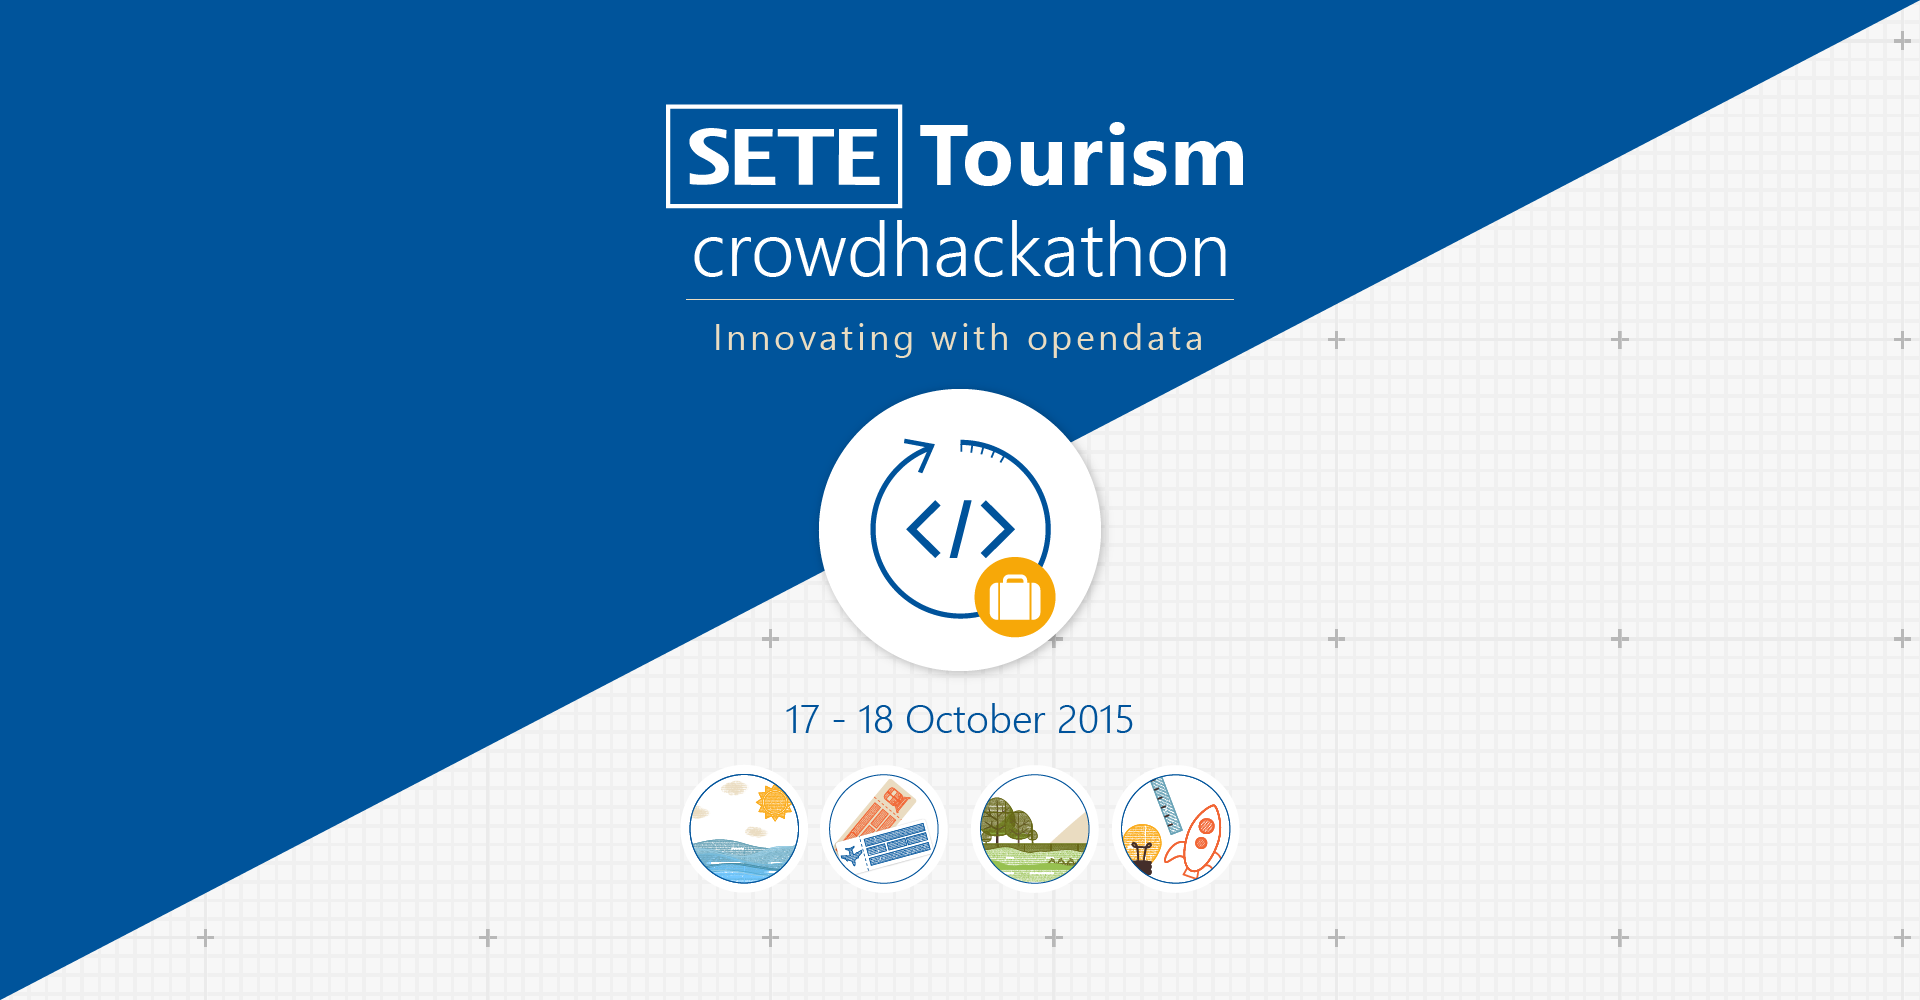 SETE Tourism
crowdhackathon
Innovating with opendata
</>
17 - 18 October 2015